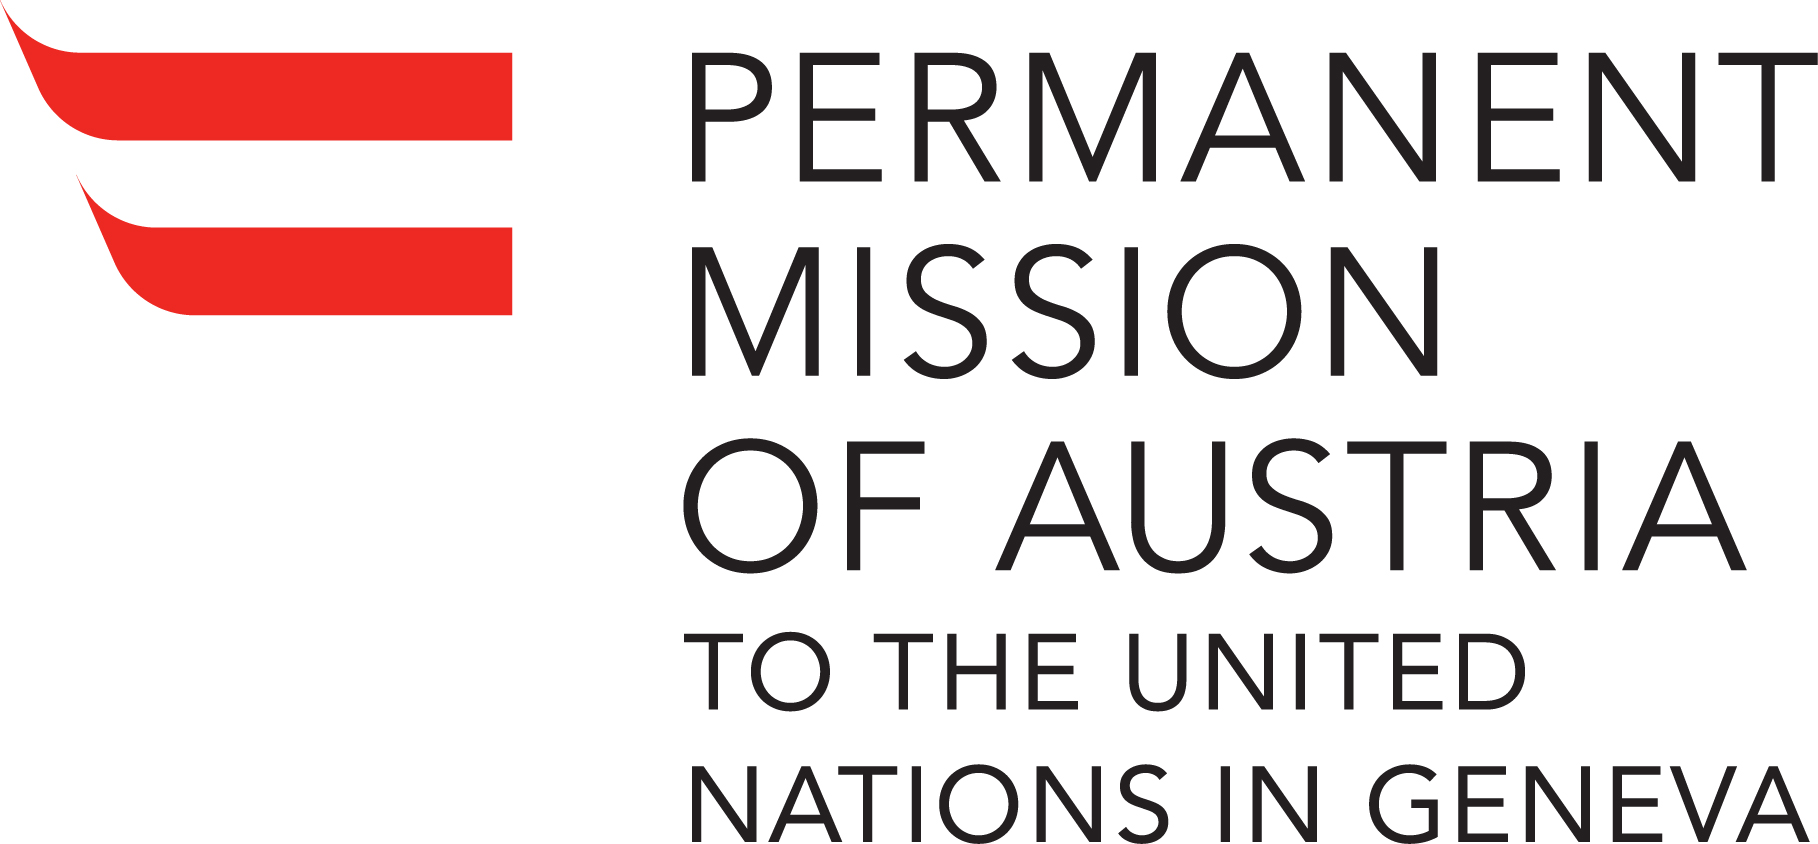 PERMANENT
MISSION
OF AUSTRIA
TO THE UNITED
NATIONS IN GENEVA